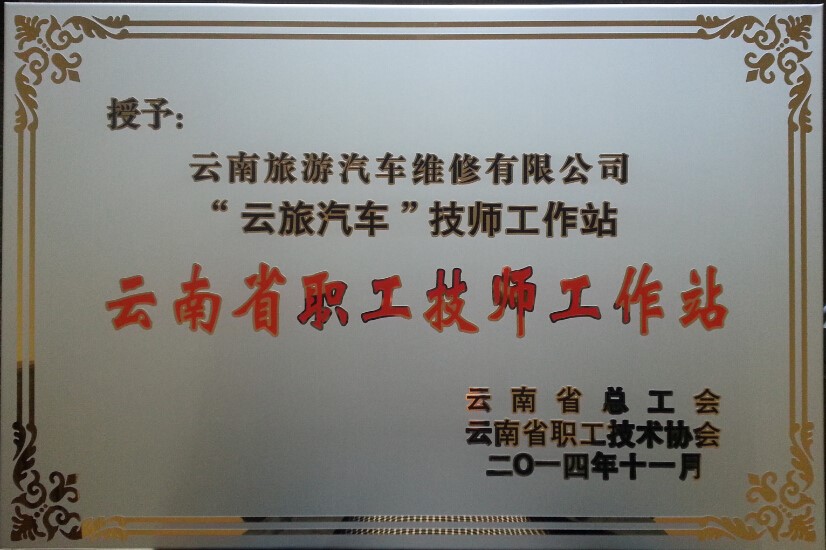 授予：
云南旅游汽车维修有限公司
“云旅汽车”技师工作站
云南省职工技师工作站
云南省总工会
云南省职工技术协会
二〇一四年十一月